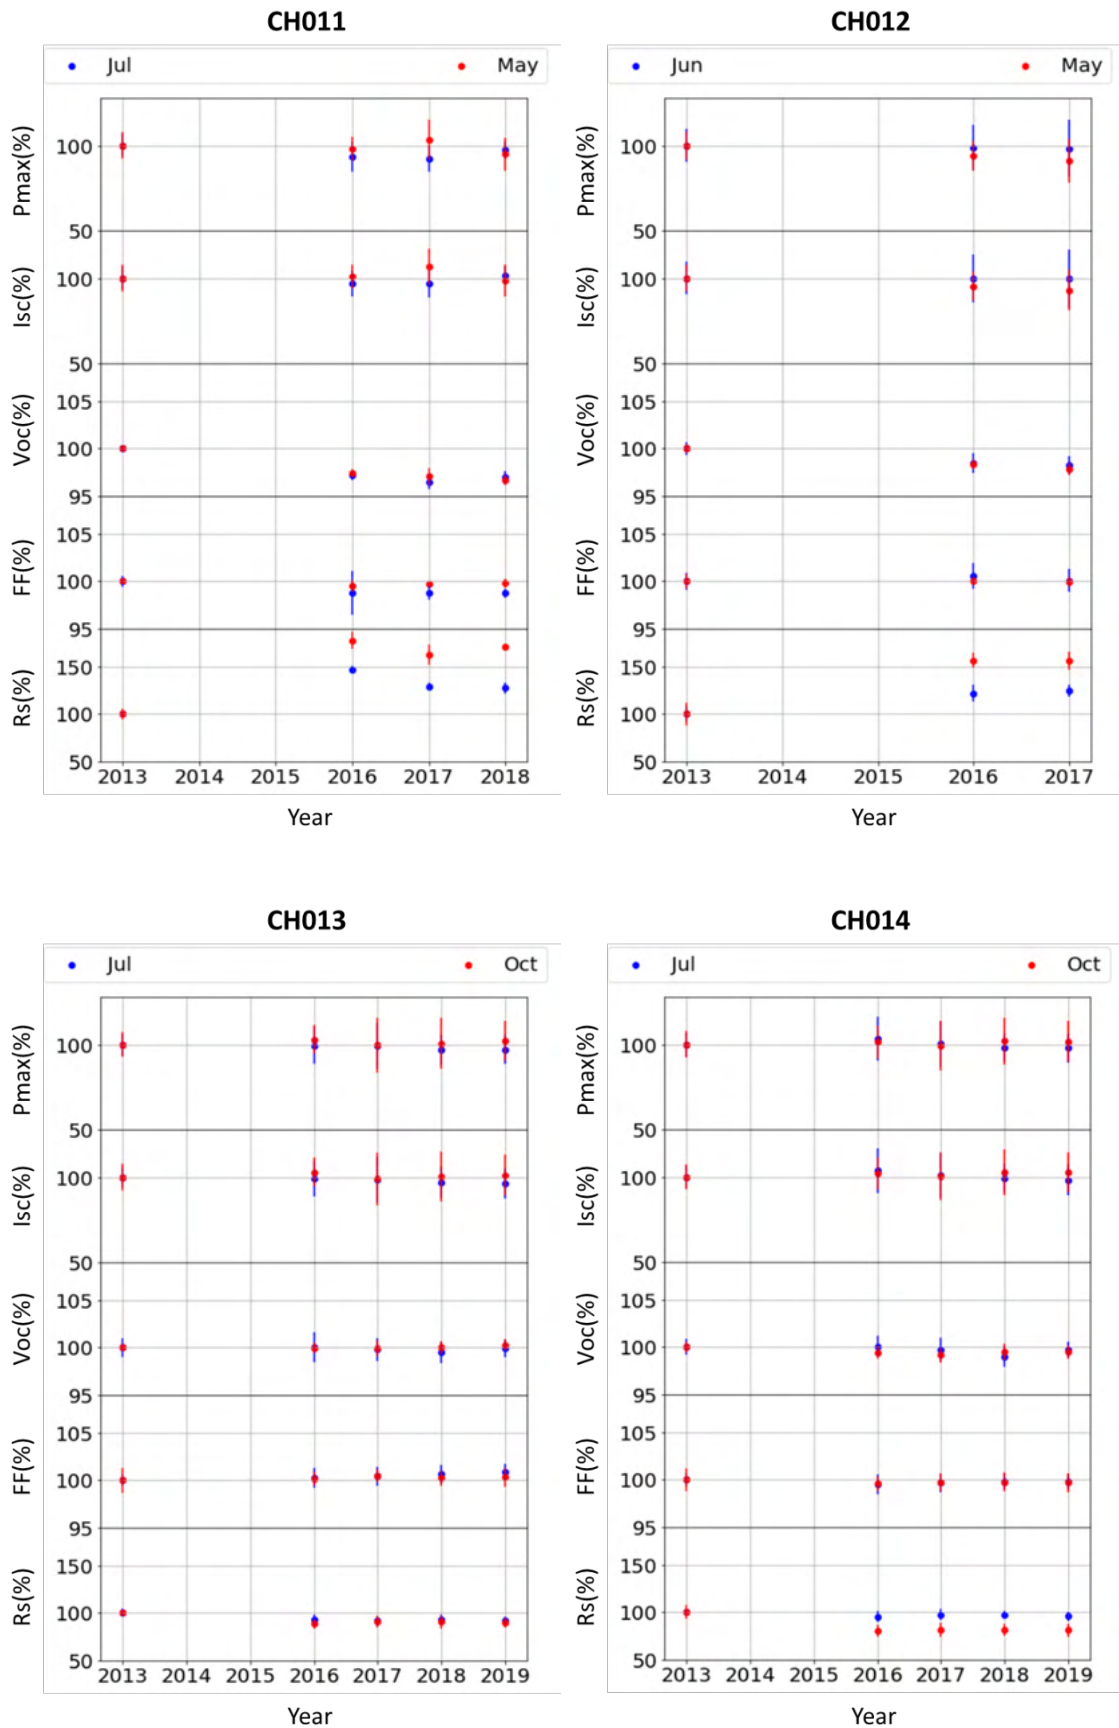 CH011
Jul May
Pmax(%)
100
50
Isc(%)
100
50
Voc(%)
105
100
95
FF(%)
105
100
95
Rs(%)
150
100
50
2013 2014 2015 2016 2017 2018
Year
CH012
Jun May
Pmax(%)
100
50
Isc(%)
100
50
Voc(%)
105
100
95
FF(%)
105
100
95
Rs(%)
150
100
50
2013 2014 2015 2016 2017
Year
CH013
Jul Oct
Pmax(%)
100
50
Isc(%)
100
50
Voc(%)
105
100
95
FF(%)
105
100
95
Rs(%)
150
100
50
2013 2014 2015 2016 2017 2018 2019
Year
CH014
Jul Oct
Pmax(%)
100
50
Isc(%)
100
50
Voc(%)
105
100
95
FF(%)
105
100
95
Rs(%)
150
100
50
2013 2014 2015 2016 2017 2018 2019
Year